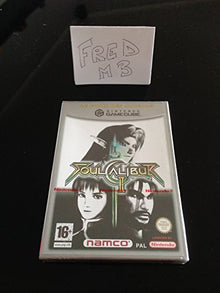 FRED
M3
NINTENDO
GAMECUBE
SOULCALIBUR
II
16+
namco
PAL
Nintendo